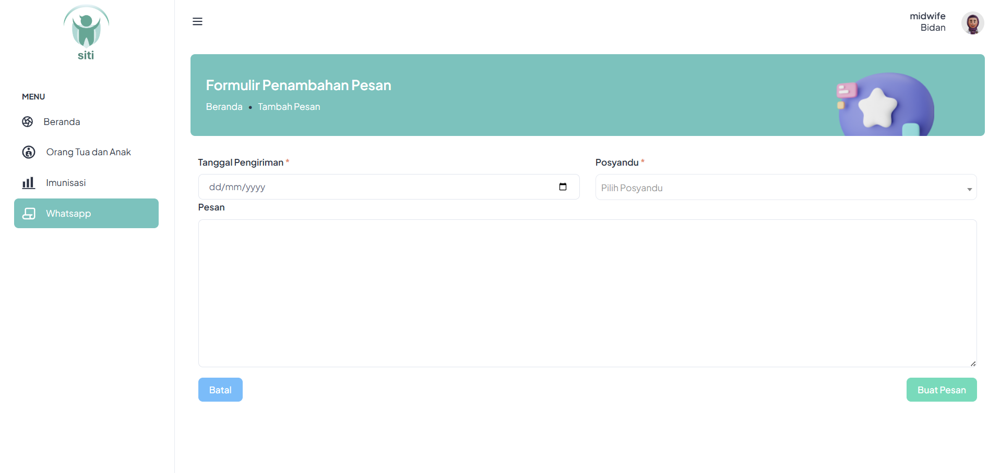 siti
MENU
Beranda
Orang Tua dan Anak
Imunisasi
Whatsapp
midwife
Bidan
Formulir Penambahan Pesan
Beranda • Tambah Pesan
Tanggal Pengiriman *
dd/mm/yyyy
Posyandu *
Pilih Posyandu
Pesan
Batal
Buat Pesan